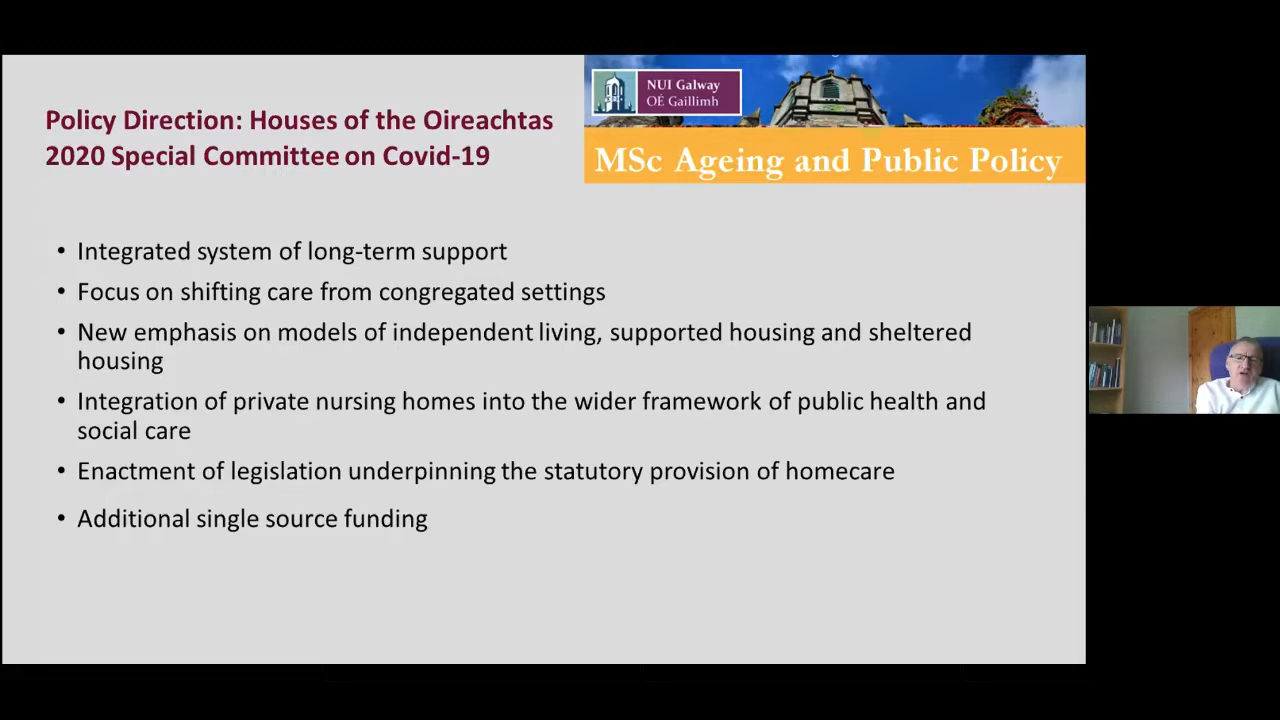 Policy Direction: Houses of the Oireachtas
2020 Special Committee on Covid-19
NUI Galway
OÉ Gaillimh
MSc Ageing and Public Policy
• Integrated system of long-term support
• Focus on shifting care from congregated settings
• New emphasis on models of independent living, supported housing and sheltered
housing
• Integration of private nursing homes into the wider framework of public health and
social care
• Enactment of legislation underpinning the statutory provision of homecare
• Additional single source funding